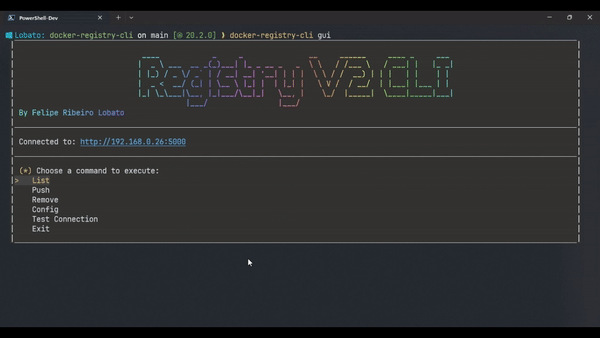 PowerShell-Dev
Lobato: docker-registry-cli on main [@ 20.2.0] ❯ docker-registry-cli gui
Registry V2 CLI
By Felipe Ribeiro Lobato
Connected to: http://192.168.0.26:5000
(*) Choose a command to execute:
> List
Push
Remove
Config
Test Connection
Exit